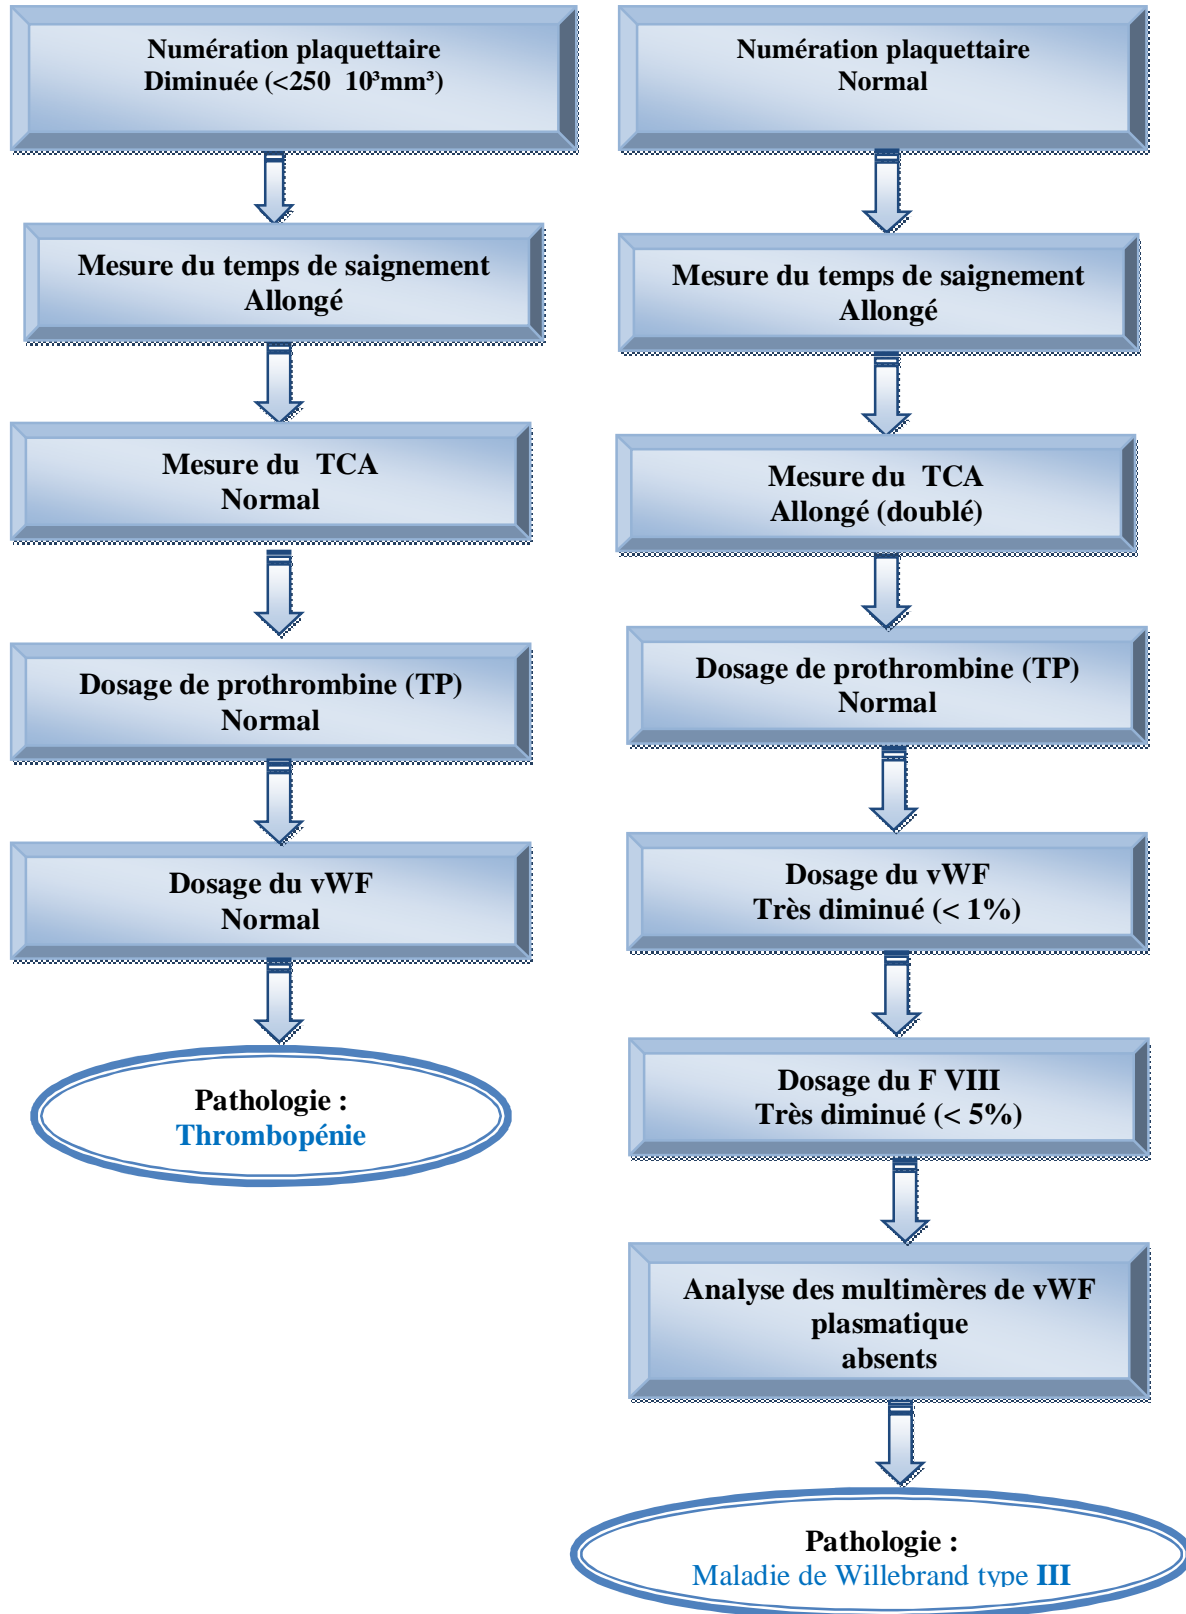 Numération plaquettaire
Diminuée (<250  10³mm³)
Mesure du temps de saignement
Allongé
Mesure du  TCA
Normal
Dosage de prothrombine (TP)
Normal
Dosage du vWF
Normal
Pathologie :
Thrombopénie
Numération plaquettaire
Normal
Mesure du temps de saignement
Allongé
Mesure du  TCA
Allongé (doublé)
Dosage de prothrombine (TP)
Normal
Dosage du vWF
Très diminué (< 1%)
Dosage du F VIII
Très diminué (< 5%)
Analyse des multimères de vWF
plasmatique
absents
Pathologie :
Maladie de Willebrand type III